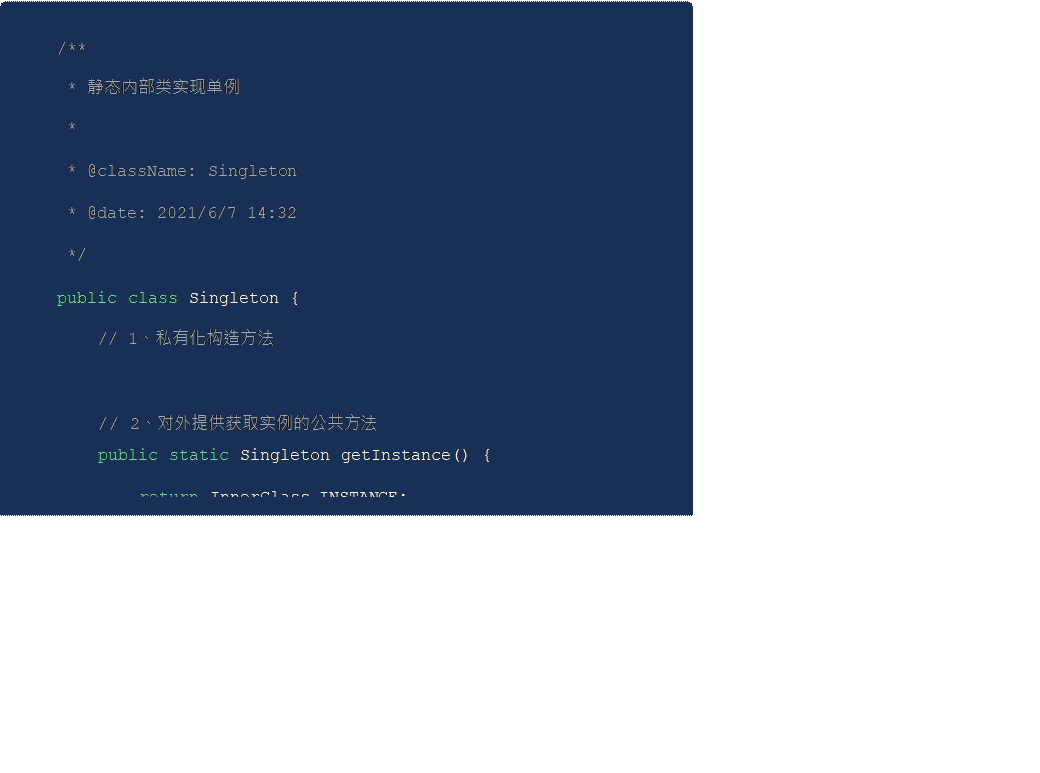 /**
* 静态内部类实现单例
*
* @className: Singleton
* @date: 2021/6/7 14:32
*/
public class Singleton {
// 1、私有化构造方法
// 2、对外提供获取实例的公共方法
public static Singleton getInstance() {
return InnerClass.INSTANCE;